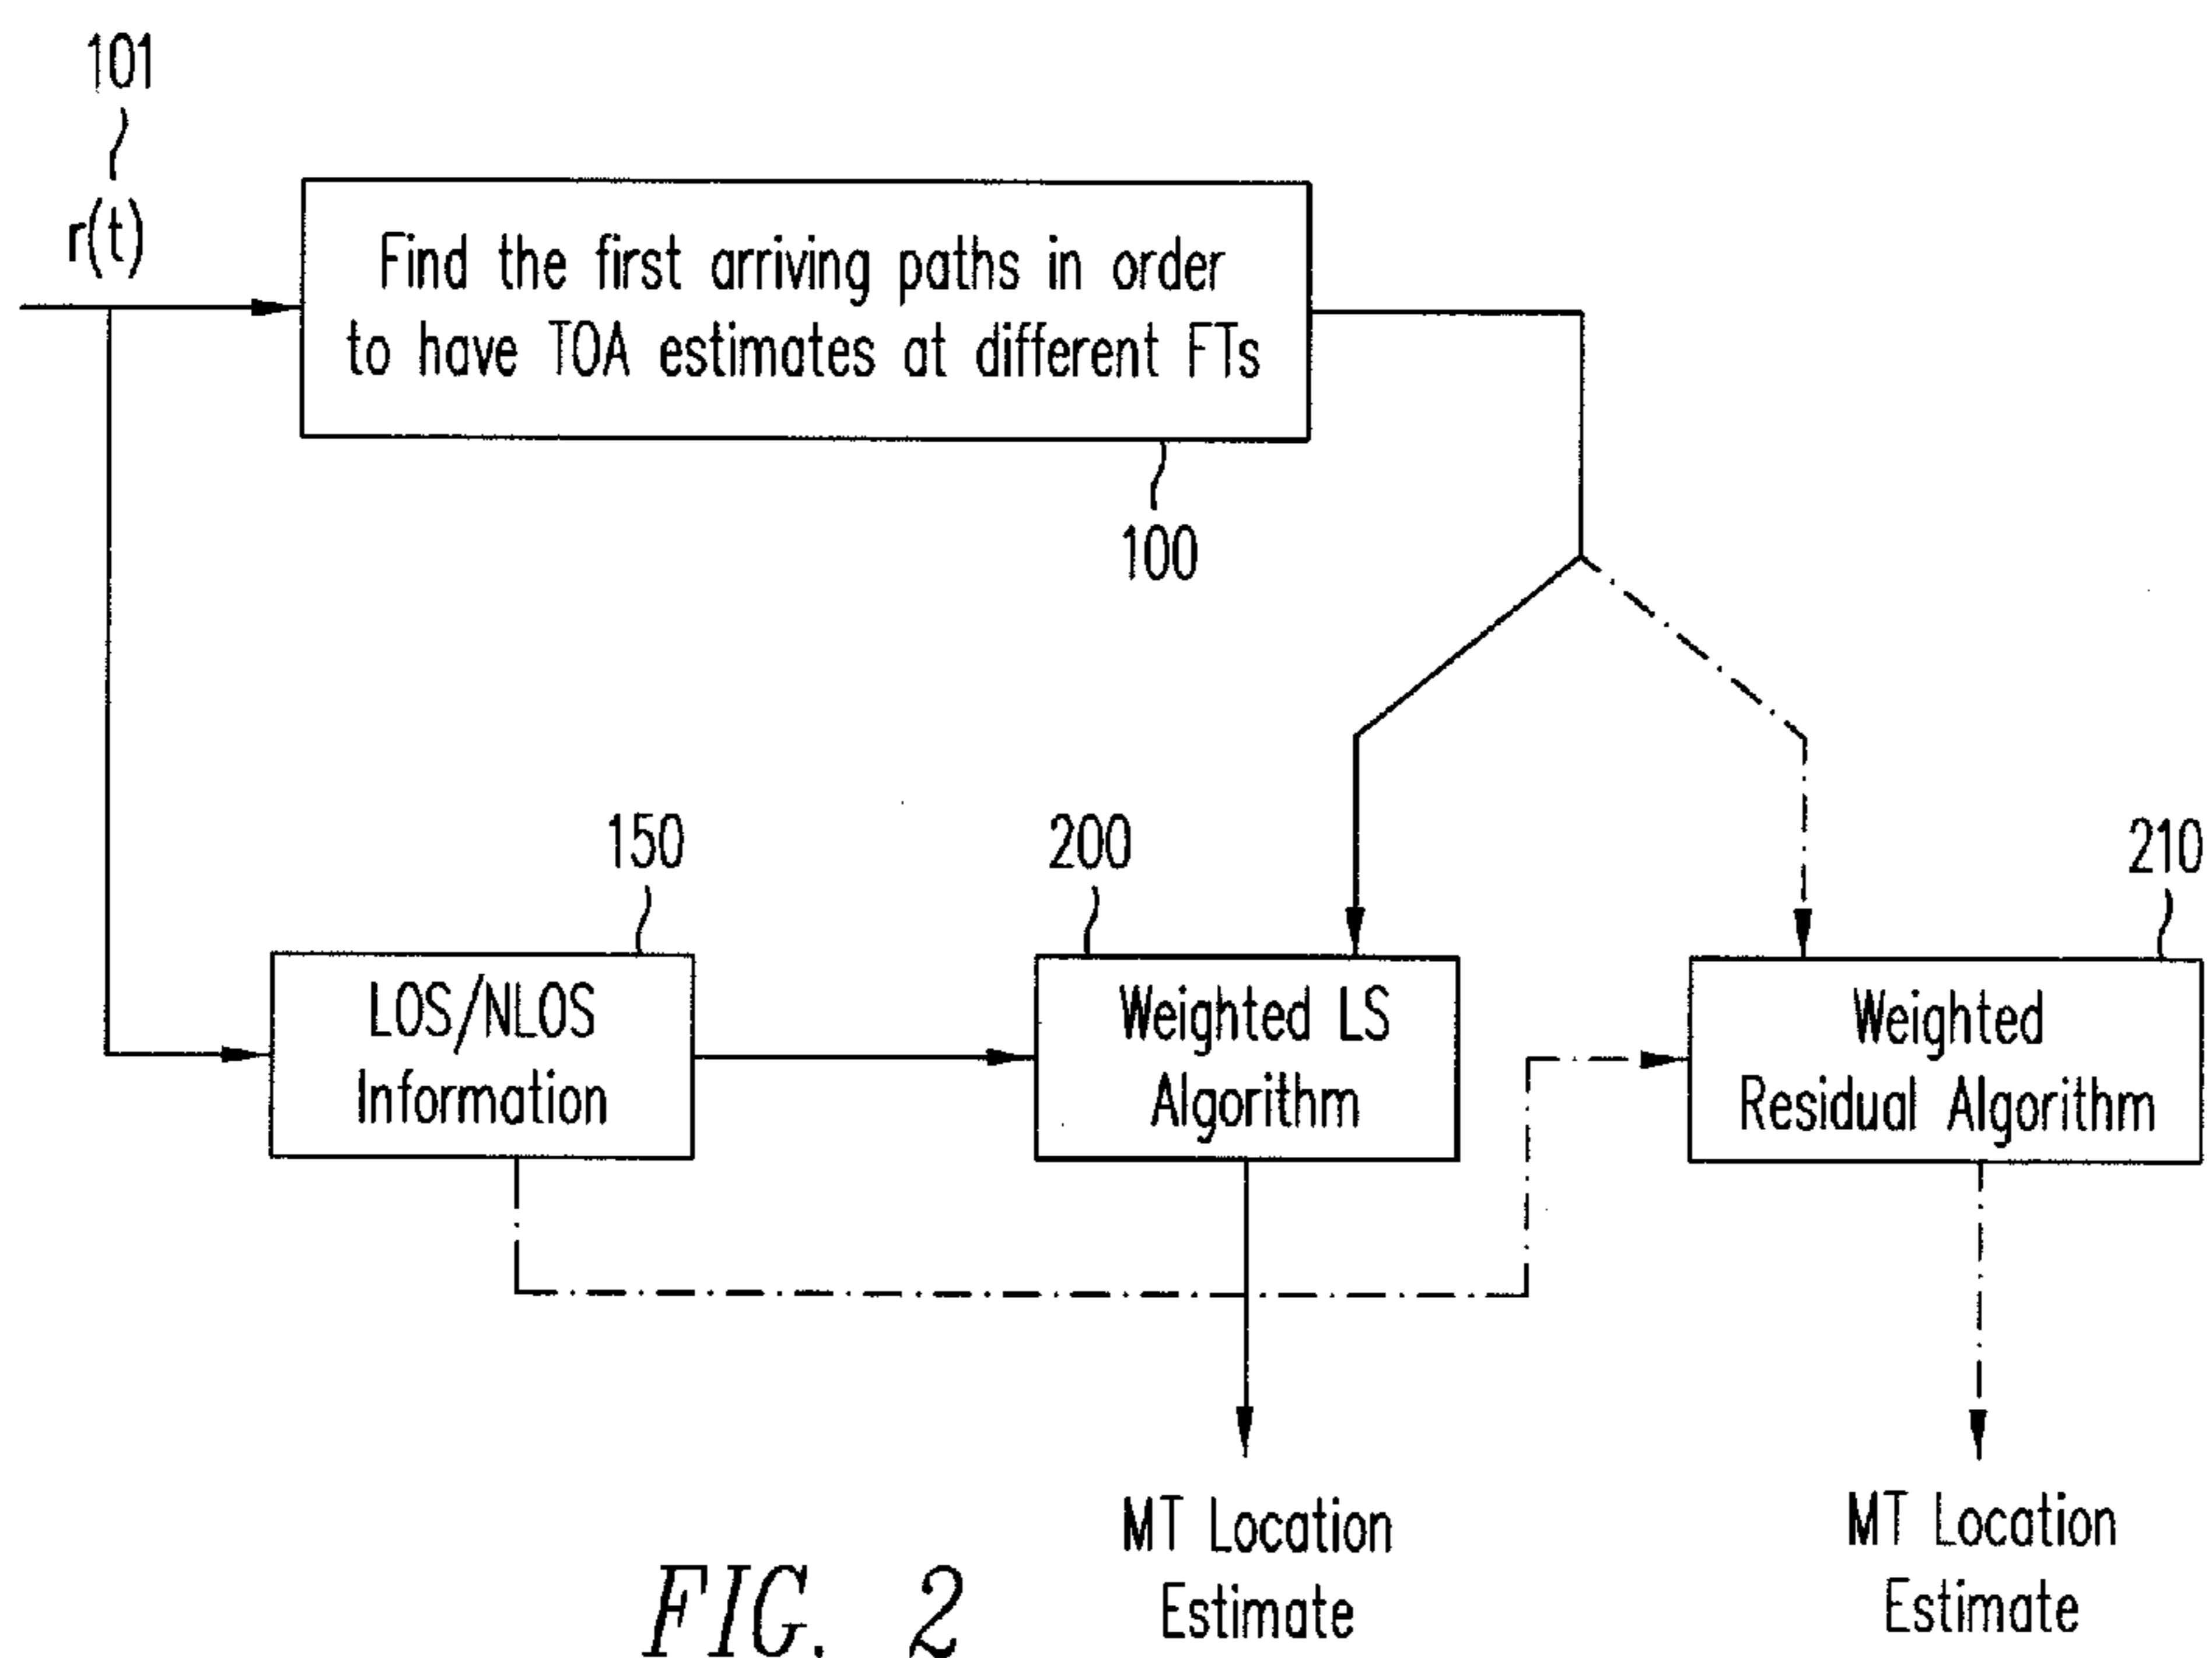 101
r(t)
Find the first arriving paths in order
to have TOA estimates at different FTs
100
150
200
210
LOS/NLOS
Information
Weighted LS
Algorithm
Weighted
Residual Algorithm
MT Location
Estimate
MT Location
Estimate
FIG. 2